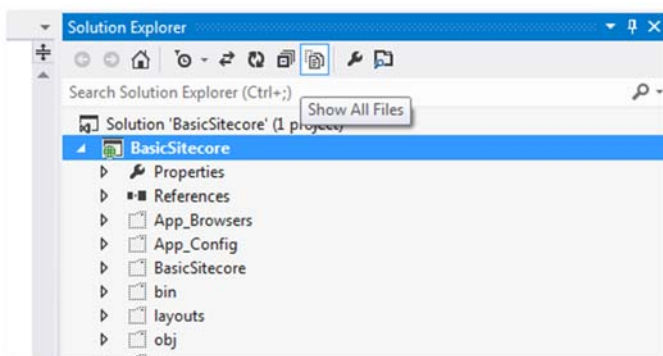 Solution Explorer
Search Solution Explorer (Ctrl+;)
Show All Files
Solution 'BasicSitecore' (1 project)
BasicSitecore
Properties
References
App_Browsers
App_Config
BasicSitecore
bin
layouts
obj